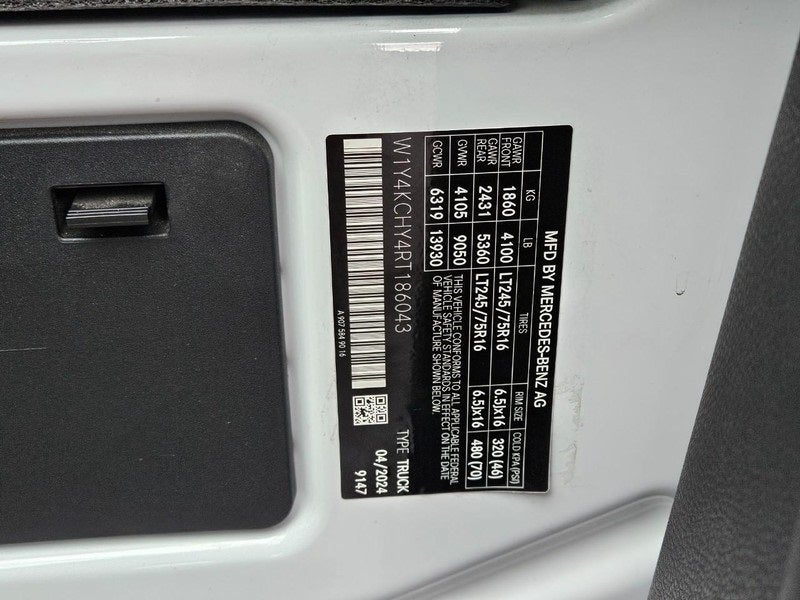 MFD BY MERCEDES-BENZ AG
KG LB TIRES RIM SIZE COLD KPA (PSI)
GAWR FRONT 1860 4100 LT245/75R16 6.5Jx16 320 (46)
GAWR REAR 2431 5360 LT245/75R16 6.5Jx16 480 (70)
GVWR 4105 9050
GCWR 6319 13930
THIS VEHICLE CONFORMS TO ALL APPLICABLE FEDERAL
VEHICLE SAFETY STANDARDS IN EFFECT ON THE DATE
OF MANUFACTURE SHOWN BELOW.
W1Y4KCHY4RT186043
TYPE TRUCK
04/2024
9147
A 907 584 90 16